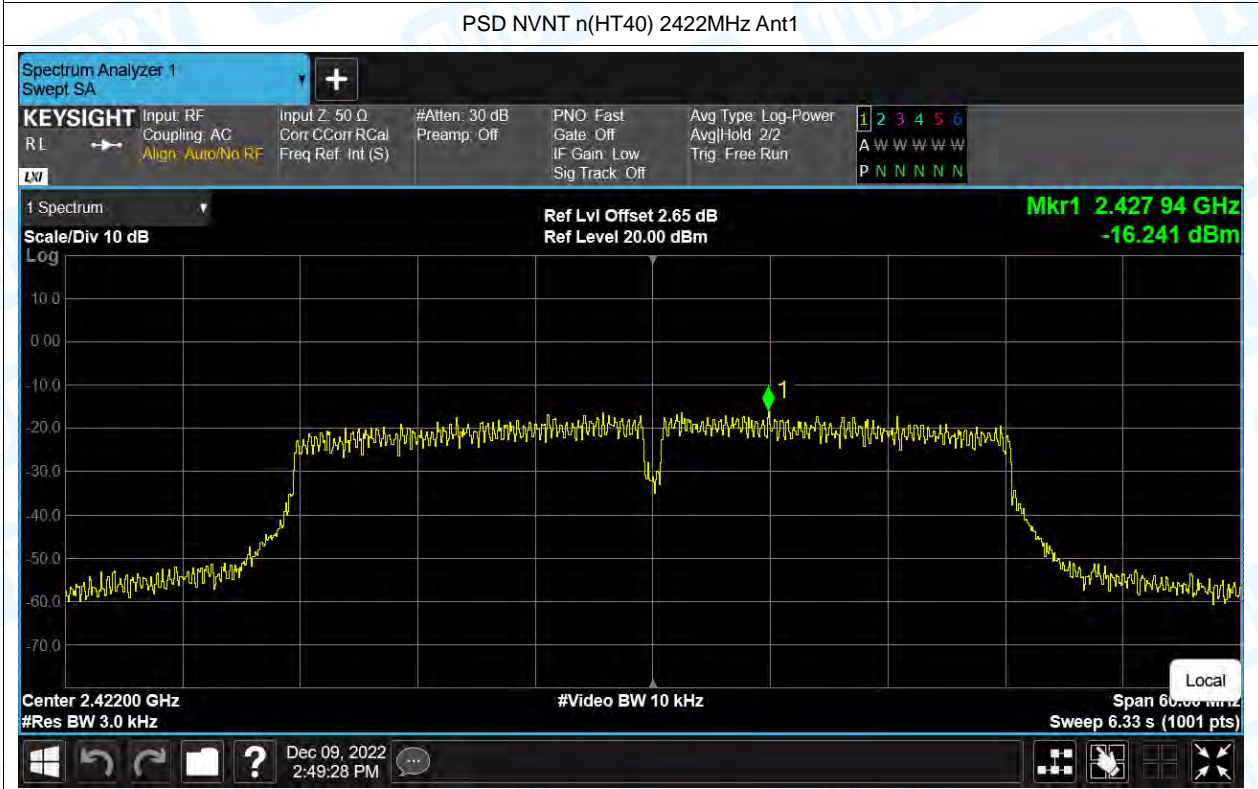 PSD NVNT n(HT40) 2422MHz Ant1
Spectrum Analyzer 1
Swept SA
+
KEYSIGHT
RL
LXI
Input: RF
Coupling: AC
Align: Auto/No RF
Input Z: 50 Ω
Corr CCorr RCal
Freq Ref: Int (S)
#Atten: 30 dB
Preamp: Off
PNO: Fast
Gate: Off
IF Gain: Low
Sig Track: Off
Avg Type: Log-Power
Avg|Hold: 2/2
Trig: Free Run
1 2 3 4 5 6
A W W W W W
P N N N N N
1 Spectrum
Scale/Div 10 dB
Ref Lvl Offset 2.65 dB
Ref Level 20.00 dBm
Mkr1 2.427 94 GHz
-16.241 dBm
Log
10.0
0.00
-10.0
-20.0
-30.0
-40.0
-50.0
-60.0
-70.0
1
Local
Center 2.42200 GHz
#Res BW 3.0 kHz
#Video BW 10 kHz
Span 60.00 MHz
Sweep 6.33 s (1001 pts)
?
Dec 09, 2022
2:49:28 PM